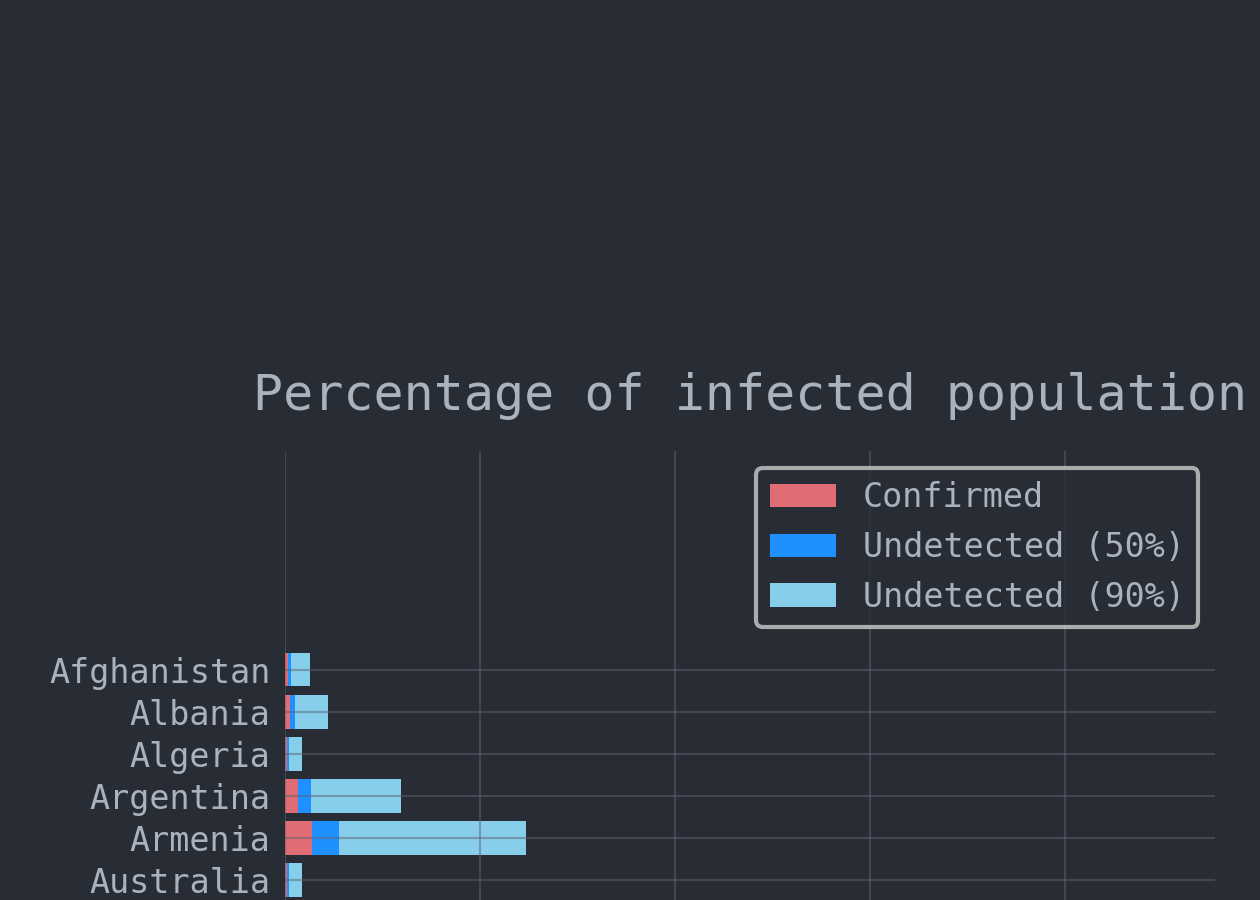 Percentage of infected population
Confirmed
Undetected (50%)
Undetected (90%)
Afghanistan
Albania
Algeria
Argentina
Armenia
Australia